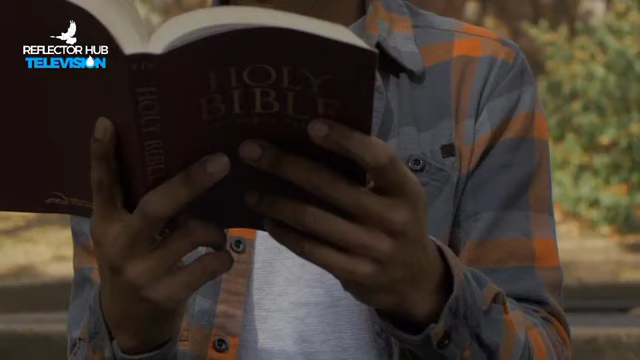 REFLECTOR HUB
TELEVISION
HOLY
BIBLE
HOLY BIBLE